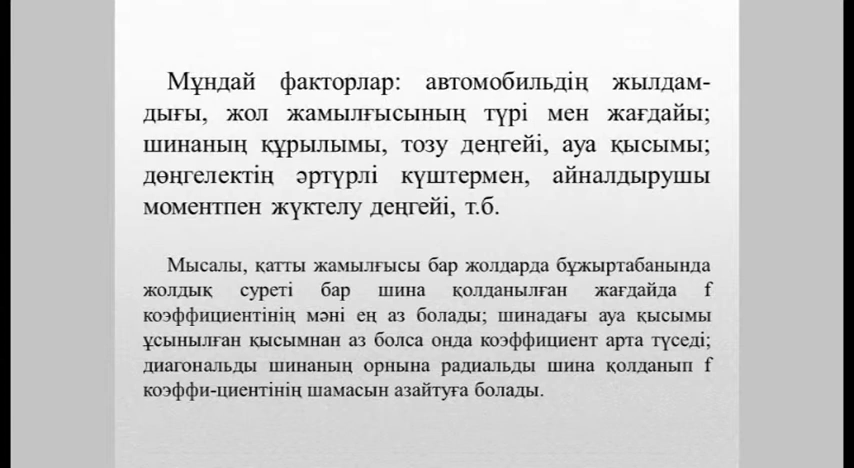 Мұндай факторлар: автомобильдің жылдам-
дығы, жол жамылғысының түрі мен жағдайы;
шинаның құрылымы, тозу деңгейі, ауа қысымы;
дөңгелектің әртүрлі күштермен, айналдырушы
моментпен жүктелу деңгейі, т.б.
Мысалы, қатты жамылғысы бар жолдарда бұжыртабанында
жолдық суреті бар шина қолданылған жағдайда f
коэффициентінің мәні ең аз болады; шинадағы ауа қысымы
ұсынылған қысымнан аз болса онда коэффициент арта түседі;
диагональды шинаның орнына радиальды шина қолданып f
коэффи-циентінің шамасын азайтуға болады.